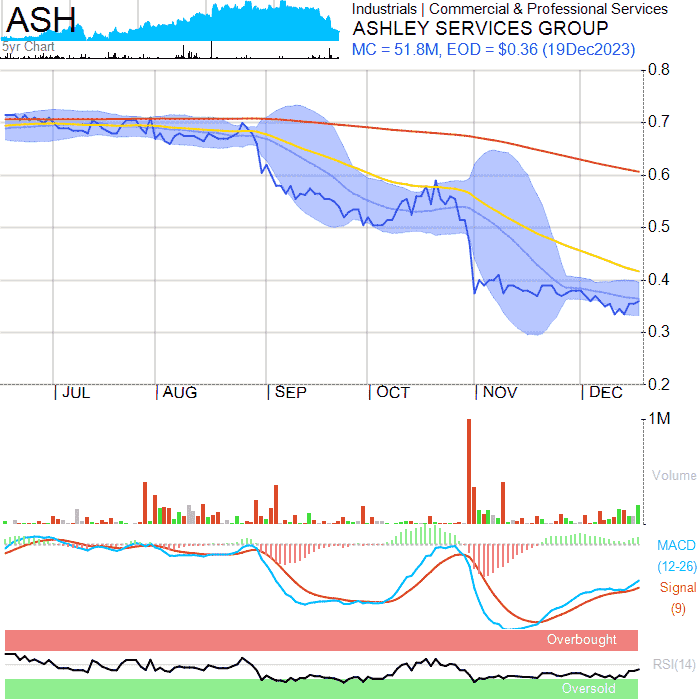 ASH
5yr Chart
Industrials | Commercial & Professional Services
ASHLEY SERVICES GROUP
MC = 51.8M, EOD = $0.36 (19Dec2023)
0.8
0.7
0.6
0.5
0.4
0.3
0.2
| JUL | AUG | SEP | OCT | NOV | DEC
1M
Volume
MACD
(12-26)
Signal
(9)
Overbought
RSI(14)
Oversold